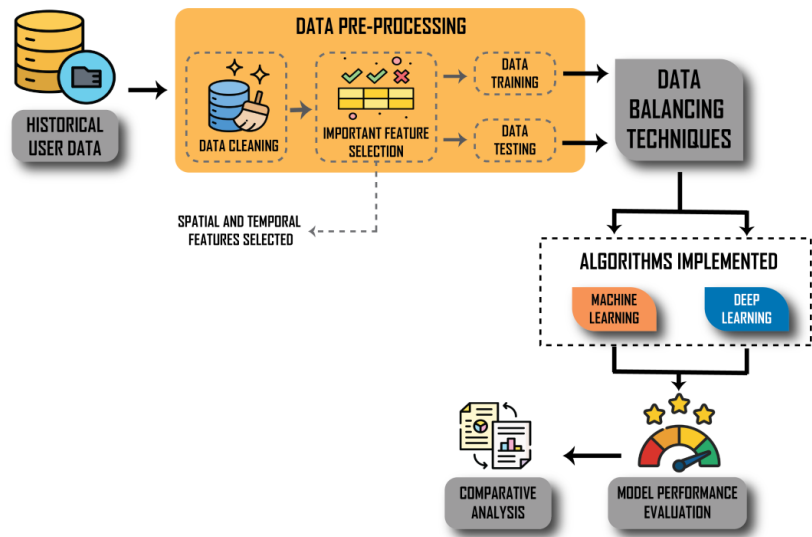 DATA PRE-PROCESSING
HISTORICAL
USER DATA
DATA CLEANING
IMPORTANT FEATURE
SELECTION
DATA
TRAINING
DATA
TESTING
DATA
BALANCING
TECHNIQUES
SPATIAL AND TEMPORAL
FEATURES SELECTED
ALGORITHMS IMPLEMENTED
MACHINE
LEARNING
DEEP
LEARNING
COMPARATIVE
ANALYSIS
MODEL PERFORMANCE
EVALUATION